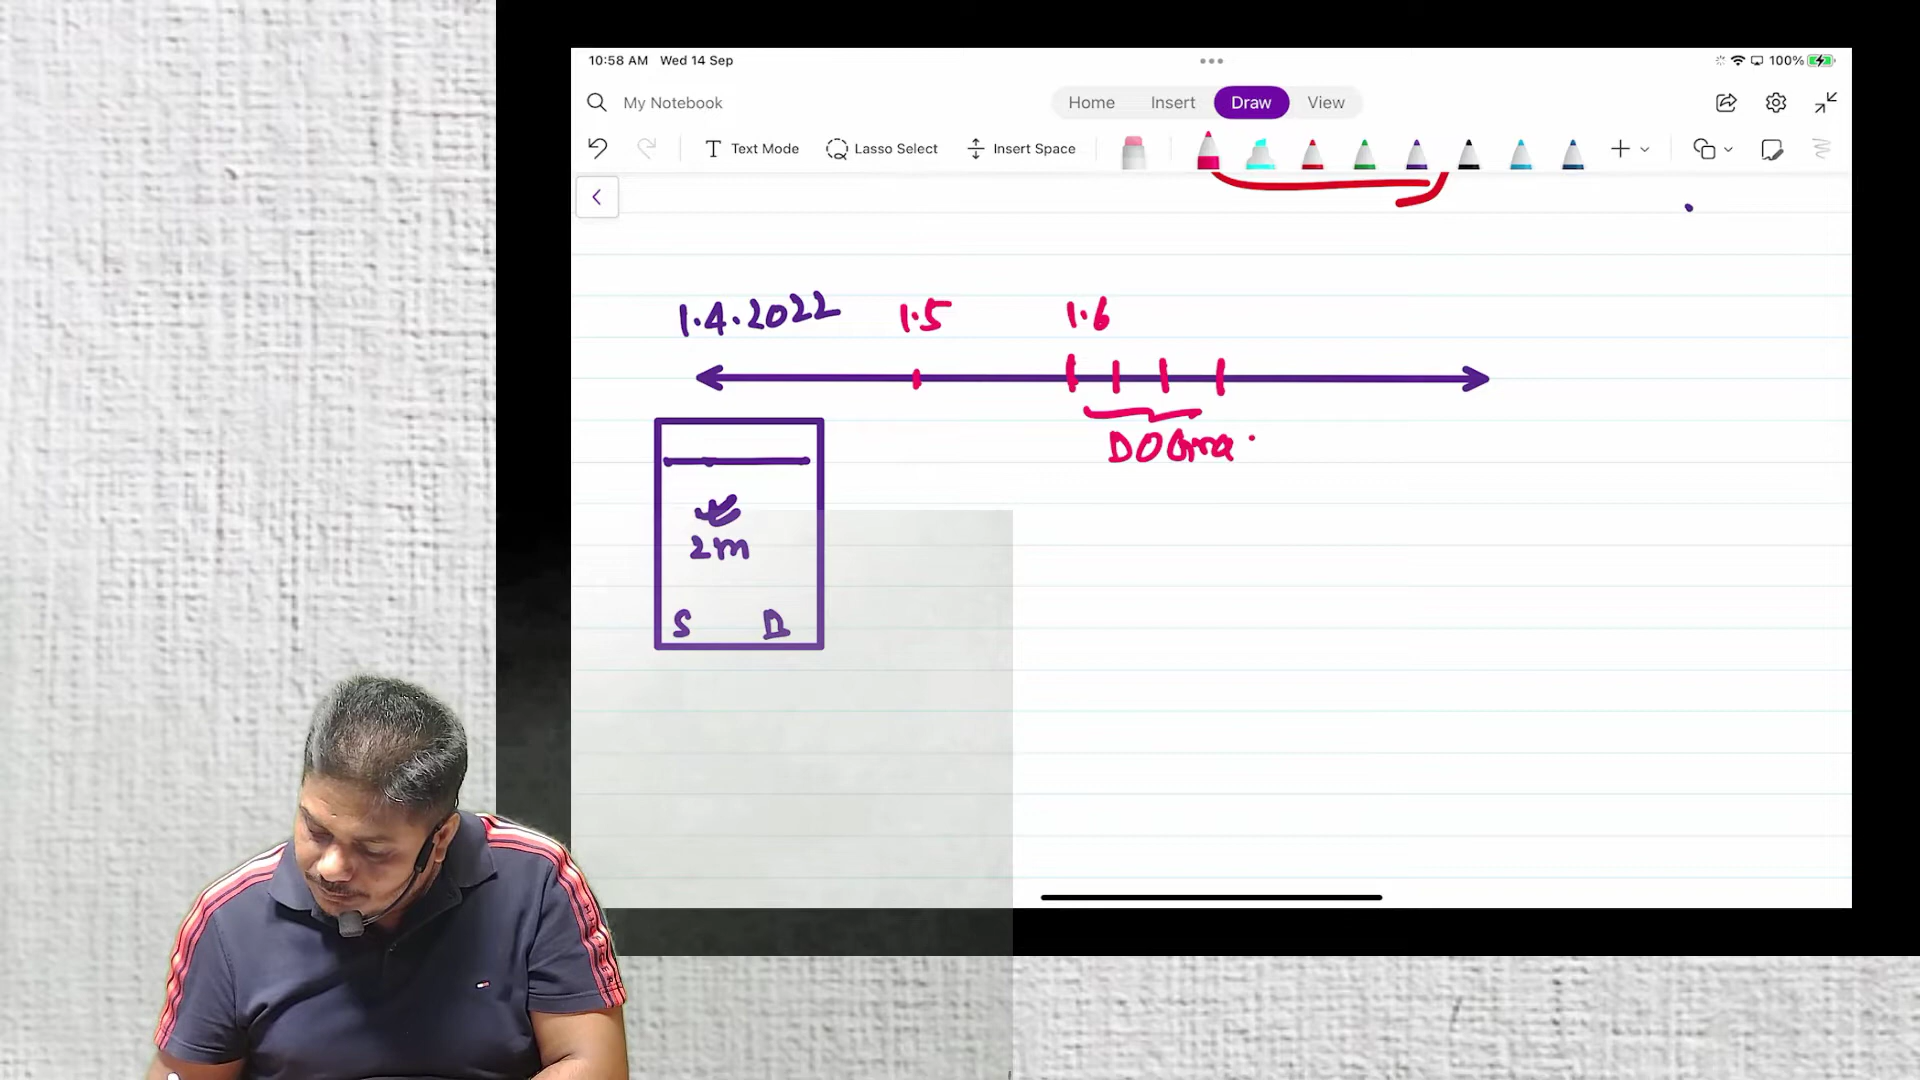 10:58 AM Wed 14 Sep 100%
My Notebook Home Insert Draw View
Text Mode Lasso Select Insert Space
1.4.2022 1.5 1.6
DOGrace
2m
S D